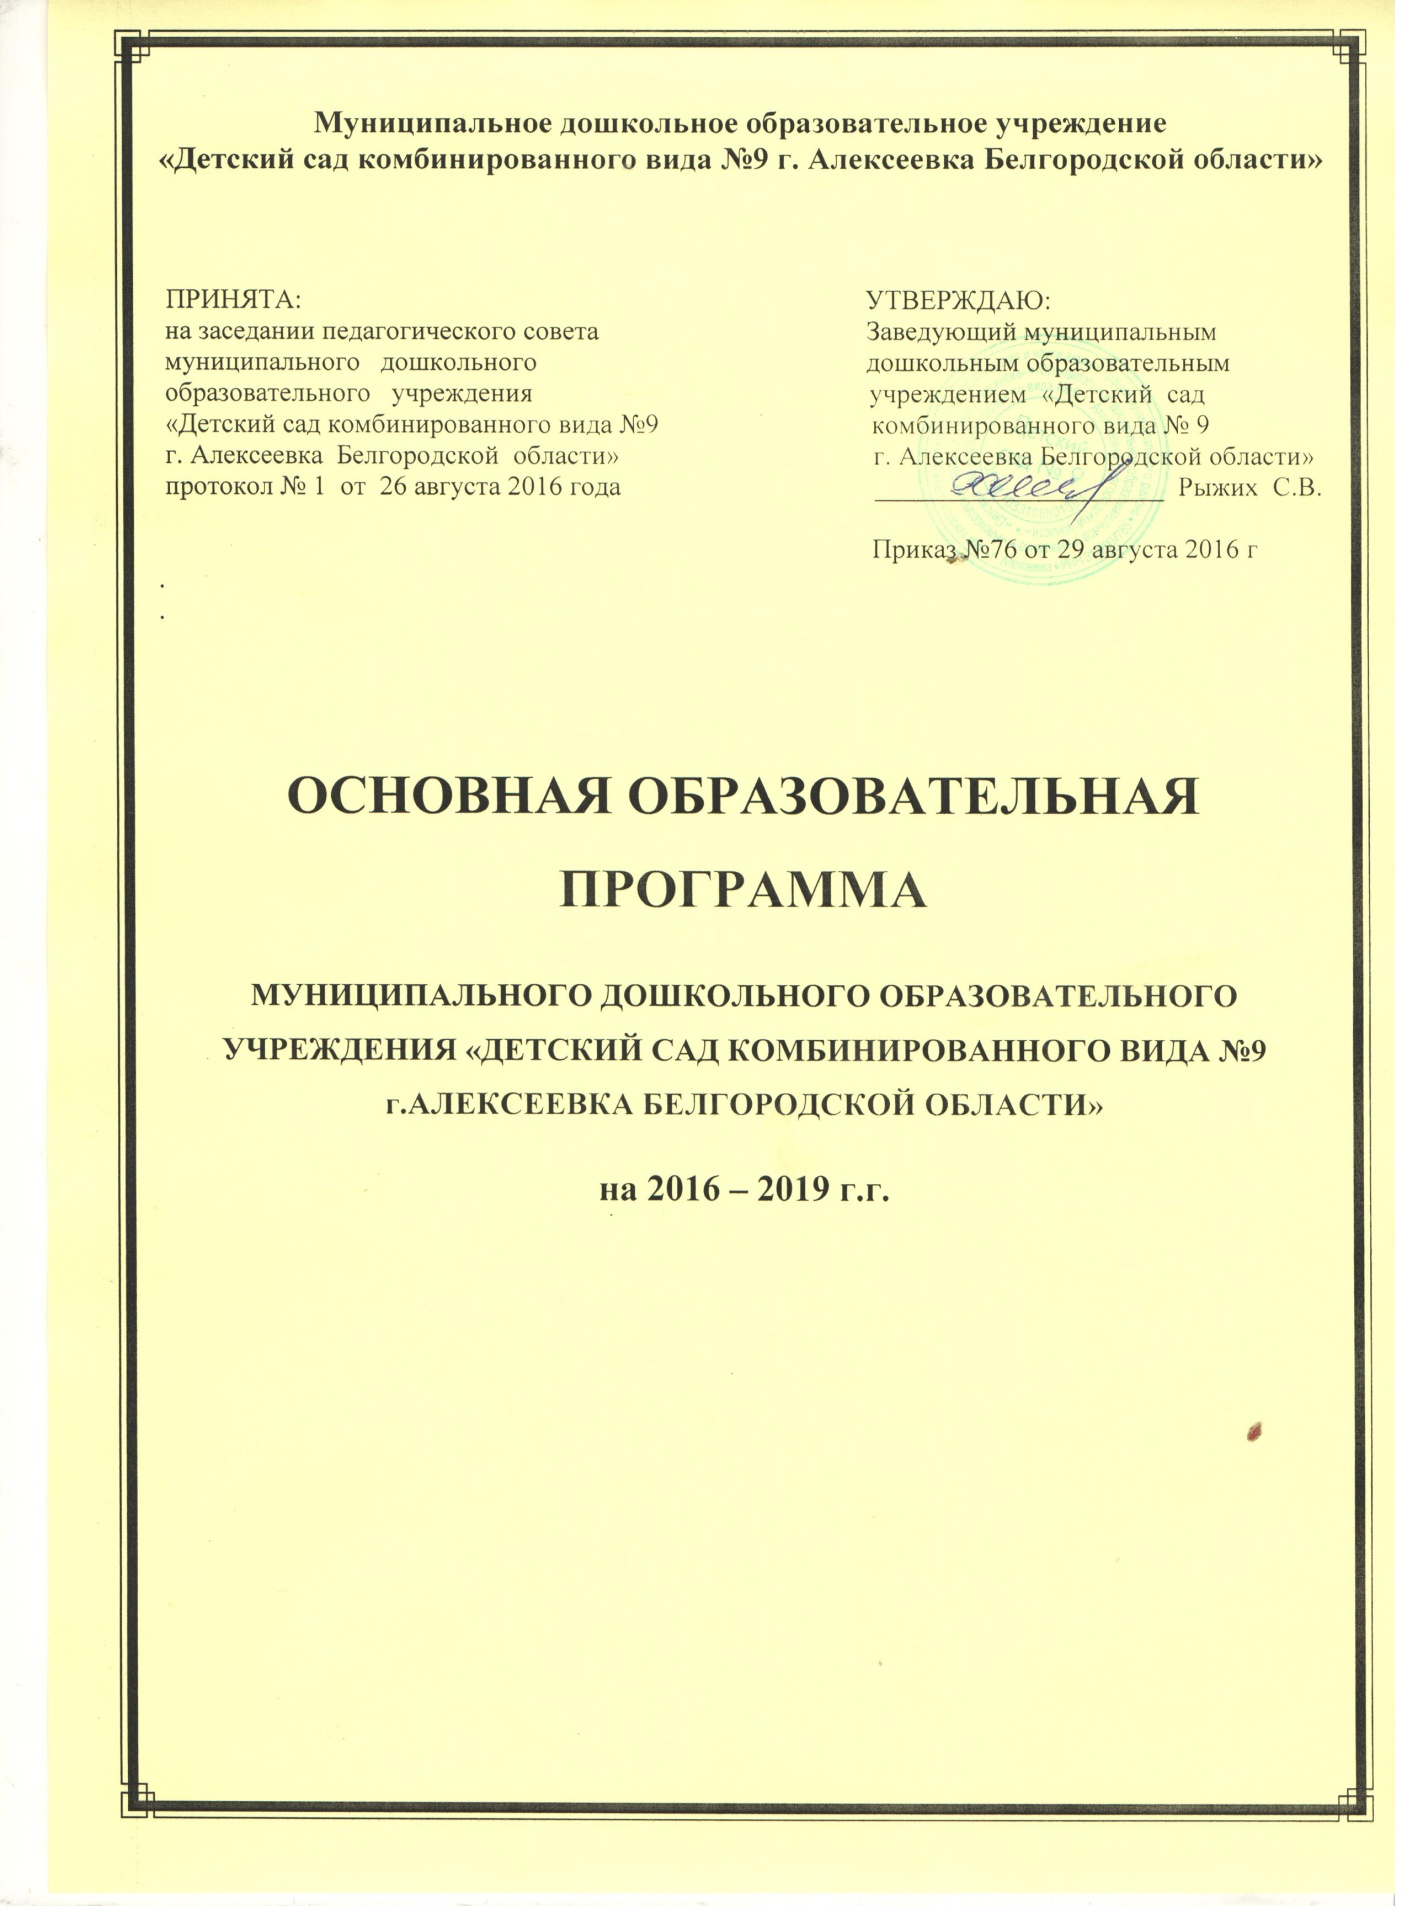 Муниципальное дошкольное образовательное учреждение
«Детский сад комбинированного вида №9 г. Алексеевка Белгородской области»
ПРИНЯТА:
на заседании педагогического совета
муниципального дошкольного
образовательного учреждения
«Детский сад комбинированного вида №9
г. Алексеевка Белгородской области»
протокол № 1 от 26 августа 2016 года
УТВЕРЖДАЮ:
Заведующий муниципальным
дошкольным образовательным
учреждением «Детский сад
комбинированного вида № 9
г. Алексеевка Белгородской области»
Рыжих С.В.
Приказ №76 от 29 августа 2016 г
ОСНОВНАЯ ОБРАЗОВАТЕЛЬНАЯ
ПРОГРАММА
МУНИЦИПАЛЬНОГО ДОШКОЛЬНОГО ОБРАЗОВАТЕЛЬНОГО
УЧРЕЖДЕНИЯ «ДЕТСКИЙ САД КОМБИНИРОВАННОГО ВИДА №9
г.АЛЕКСЕЕВКА БЕЛГОРОДСКОЙ ОБЛАСТИ»
на 2016 – 2019 г.г.